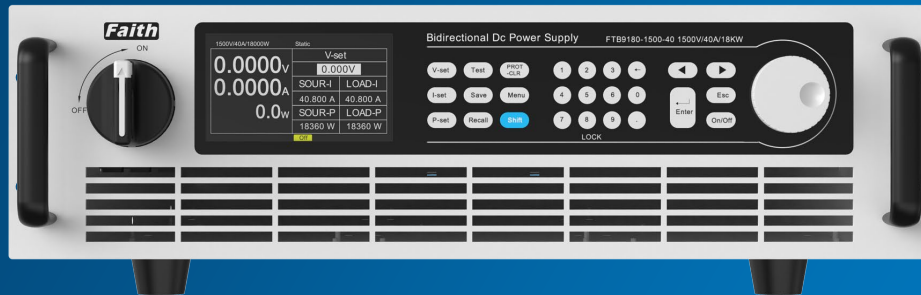 Faith
ON
OFF
1500V/40A/18000W Static
0.0000v
0.0000A
0.0w
V-set
0.000V
SOUR-I LOAD-I
40.800 A 40.800 A
SOUR-P LOAD-P
18360 W 18360 W
Off
Bidirectional Dc Power Supply FTB9180-1500-40 1500V/40A/18KW
V-set Test PROT-CLR 1 2 3 ←
I-set Save Menu 4 5 6 0 Enter Esc
P-set Recall Shift 7 8 9 . On/Off
LOCK